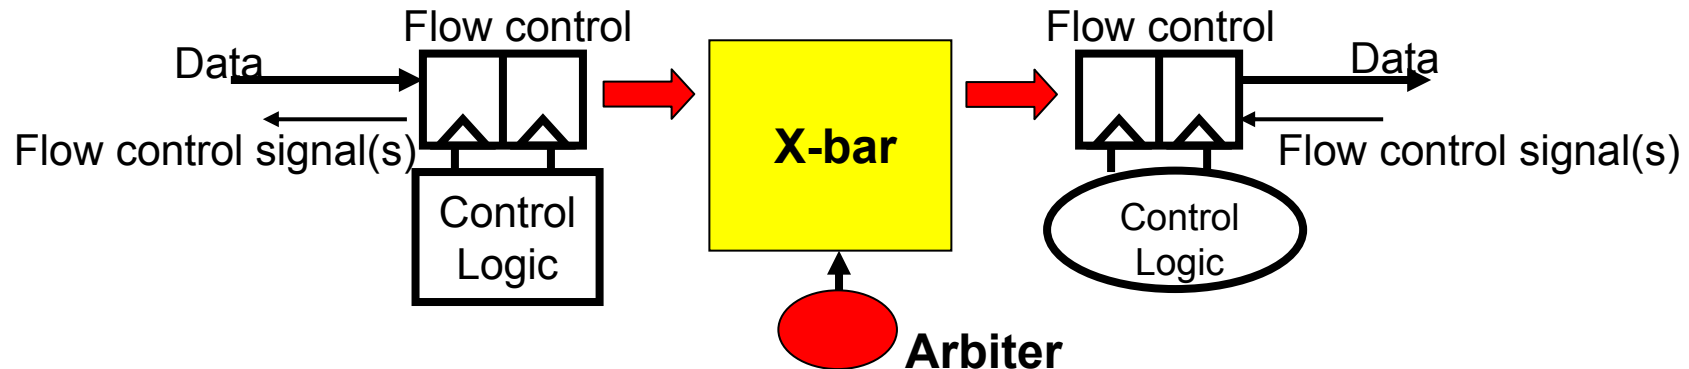 Flow control
Data
Flow control signal(s)
Control
Logic
X-bar
Arbiter
Flow control
Data
Flow control signal(s)
Control
Logic